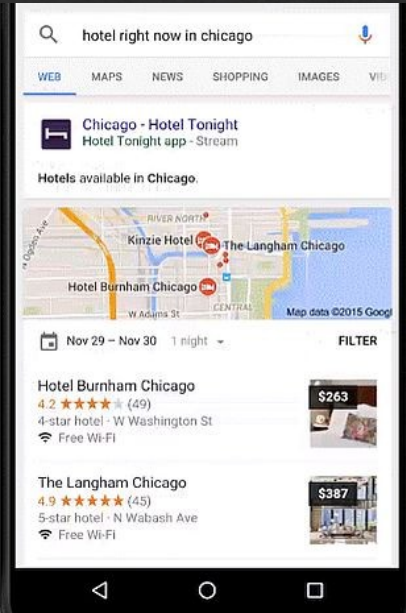 hotel right now in chicago
WEB MAPS NEWS SHOPPING IMAGES
Chicago - Hotel Tonight
Hotel Tonight app - Stream
Hotels available in Chicago.
RIVER NORTH
N Ogden Ave
Kinzie Hotel
The Langham Chicago
Hotel Burnham Chicago
W Adams St
CENTRAL
Map data ©2015 Googl
Nov 29 – Nov 30 1 night FILTER
Hotel Burnham Chicago
$263
4.2 (49)
4-star hotel · W Washington St
Free Wi-Fi
The Langham Chicago
$387
4.9 (45)
5-star hotel · N Wabash Ave
Free Wi-Fi